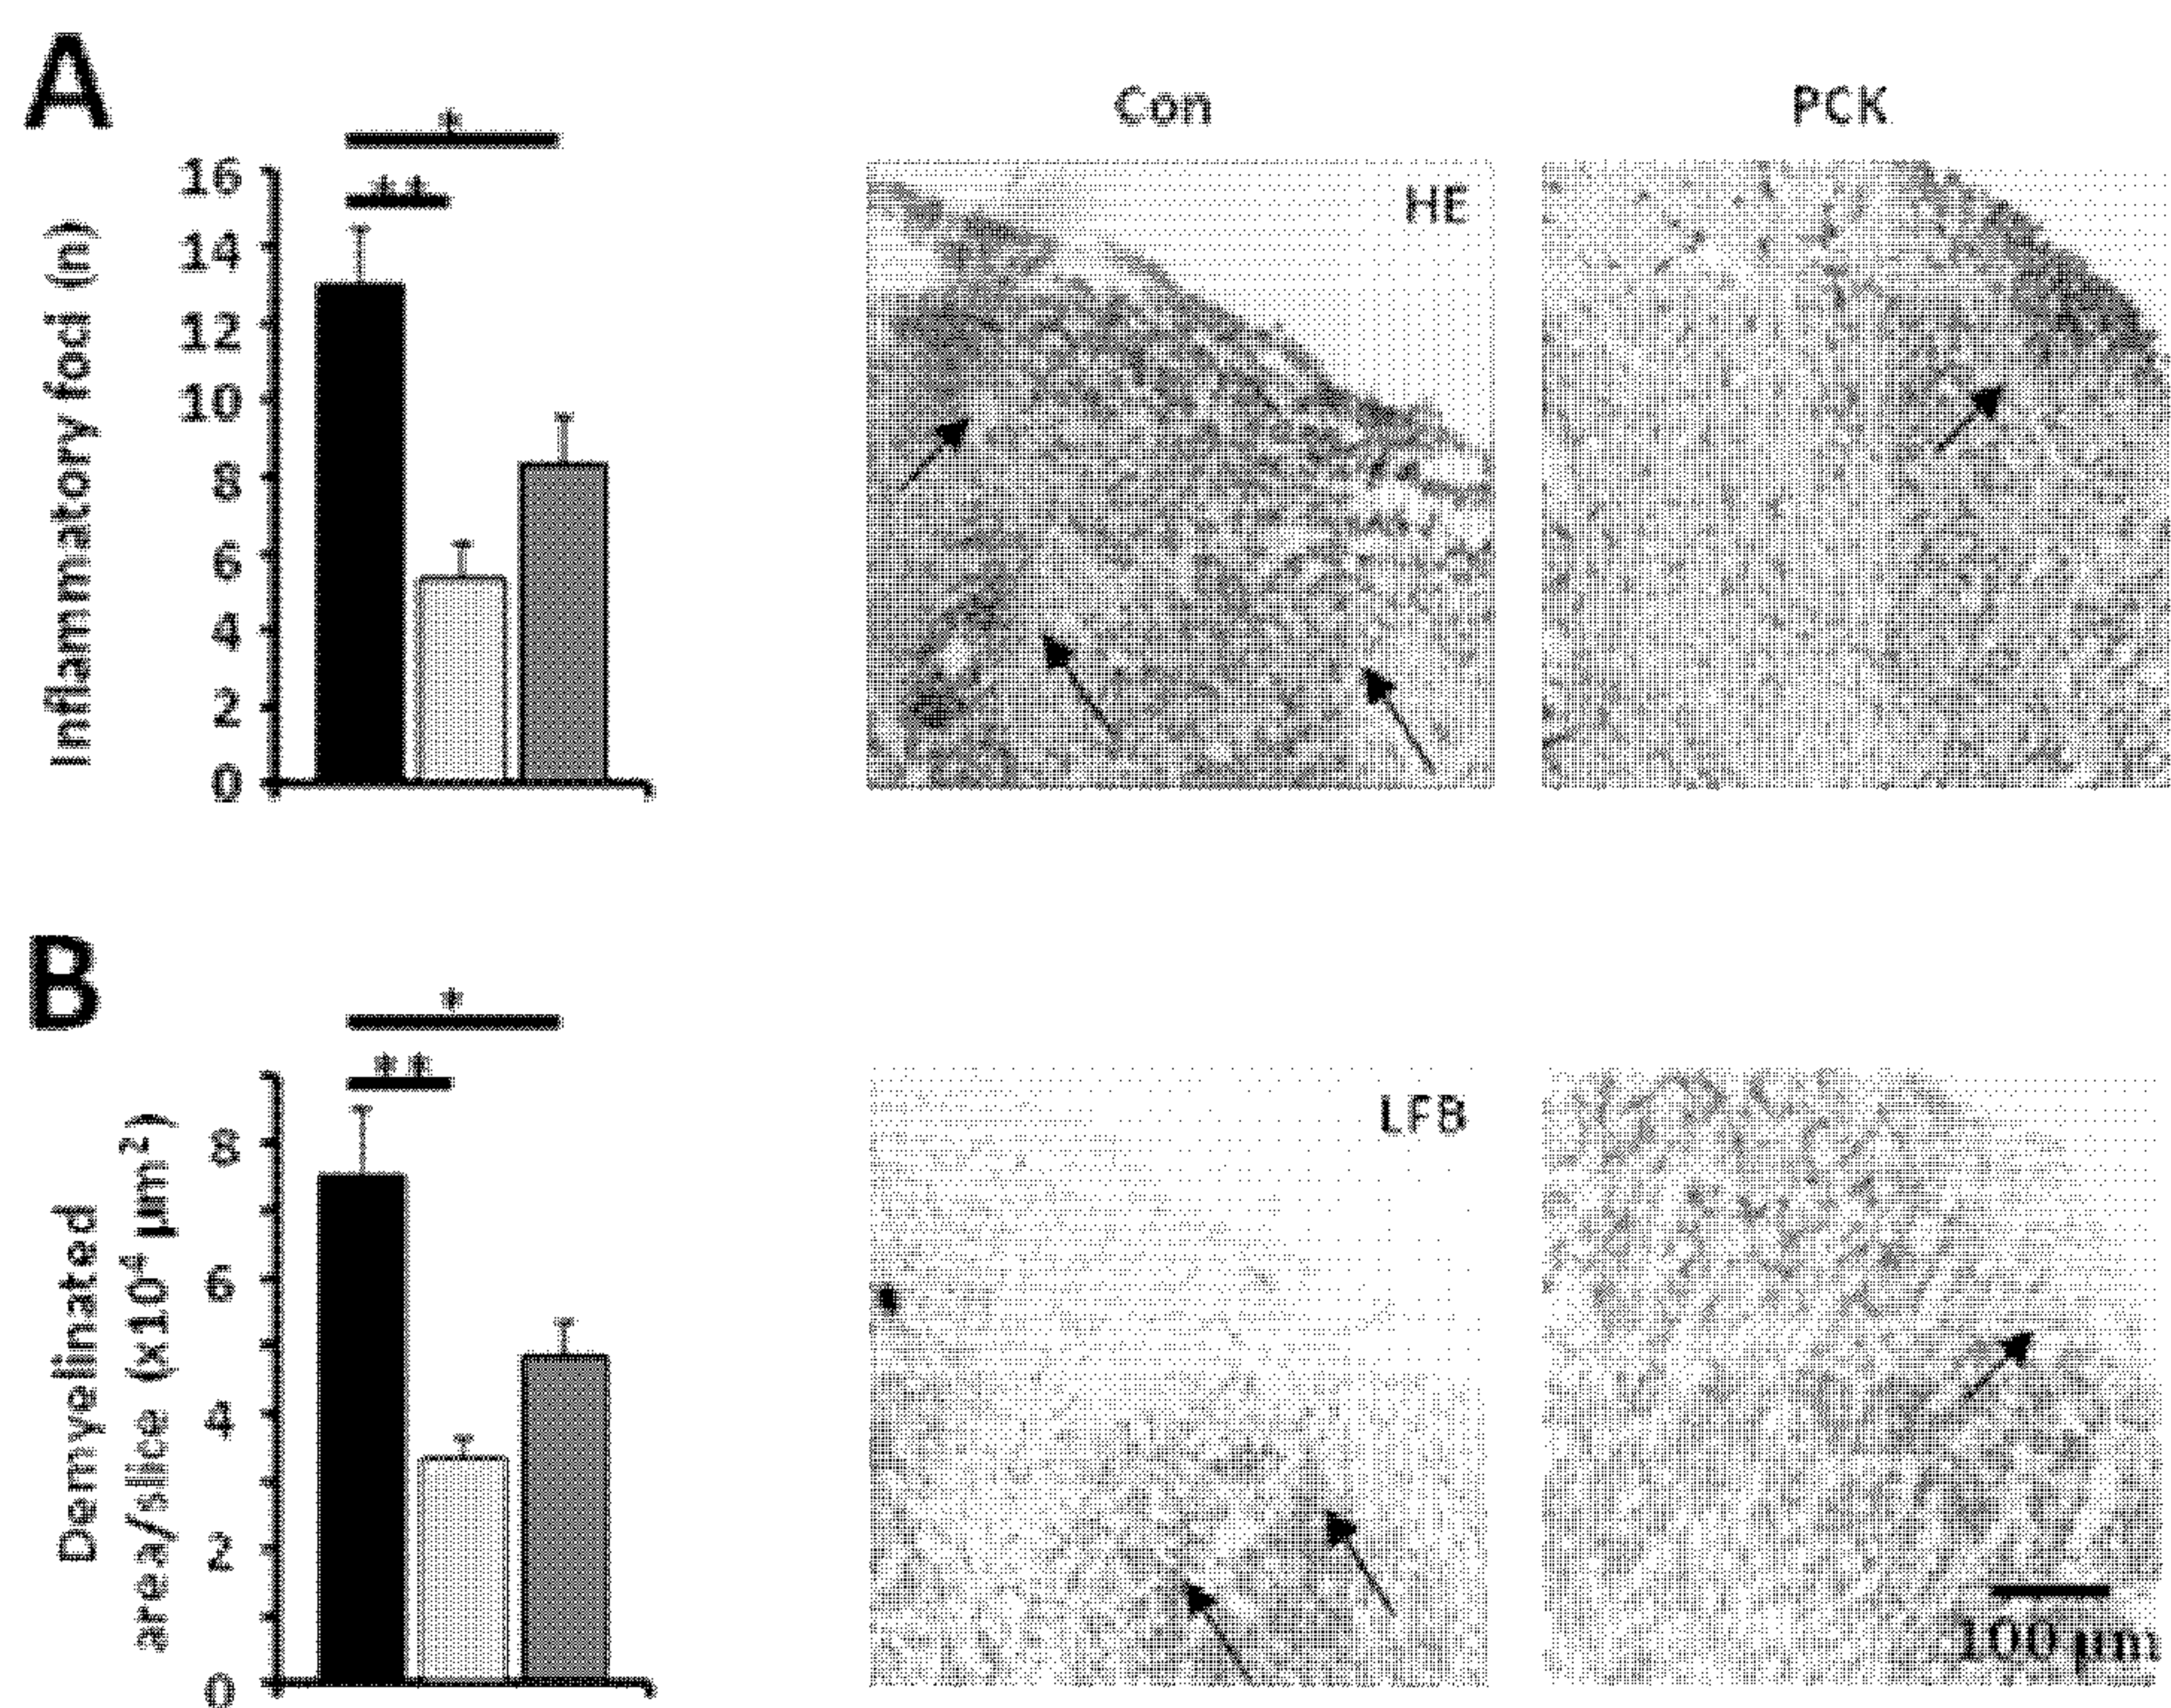 A
Con
PCK
*
**
16
14
12
10
8
6
4
2
0
Inflammatory foci (n)
HE
B
*
**
8
6
4
2
0
Demyelinated
area/slice (x10⁴ µm²)
LFB
100 µm